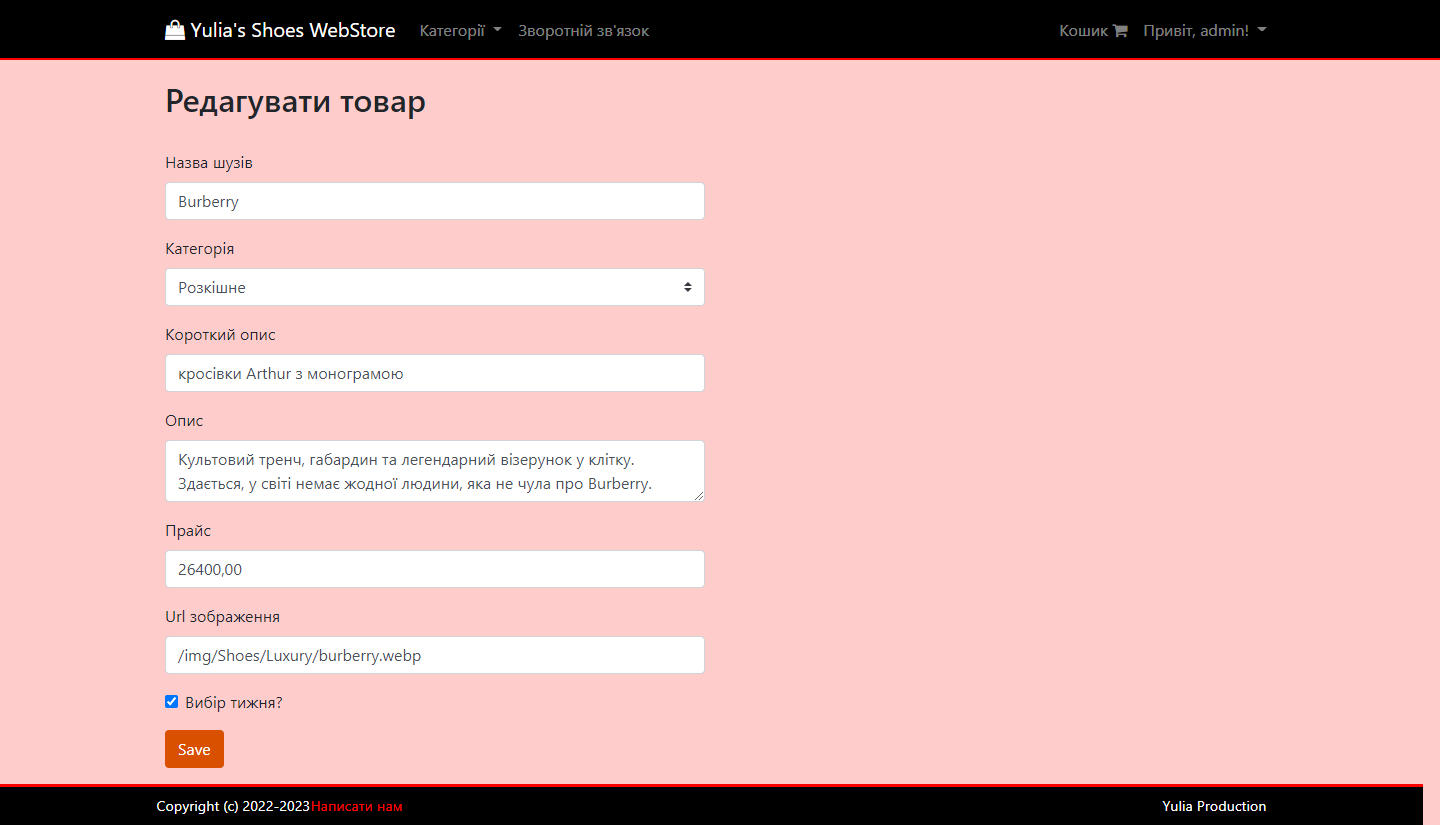 Yulia's Shoes WebStore Категорії Зворотній зв'язок Кошик Привіт, admin!
Редагувати товар
Назва шузів
Burberry
Категорія
Розкішне
Короткий опис
кросівки Arthur з монограмою
Опис
Культовий тренч, габардин та легендарний візерунок у клітку.
Здається, у світі немає жодної людини, яка не чула про Burberry.
Прайс
26400,00
Url зображення
/img/Shoes/Luxury/burberry.webp
Вибір тижня?
Save
Copyright (c) 2022-2023Написати нам Yulia Production